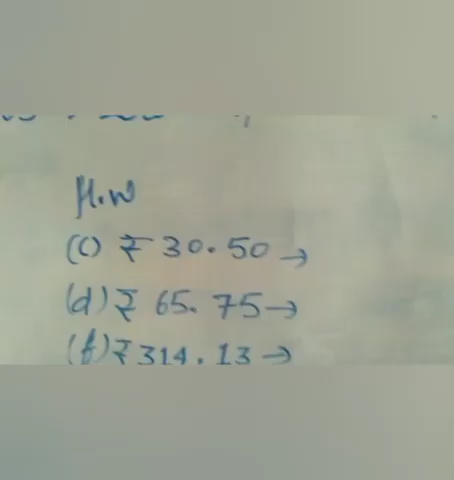 H.W
(c) ₹ 30.50 →
(d) ₹ 65.75 →
(f) ₹ 314.13 →